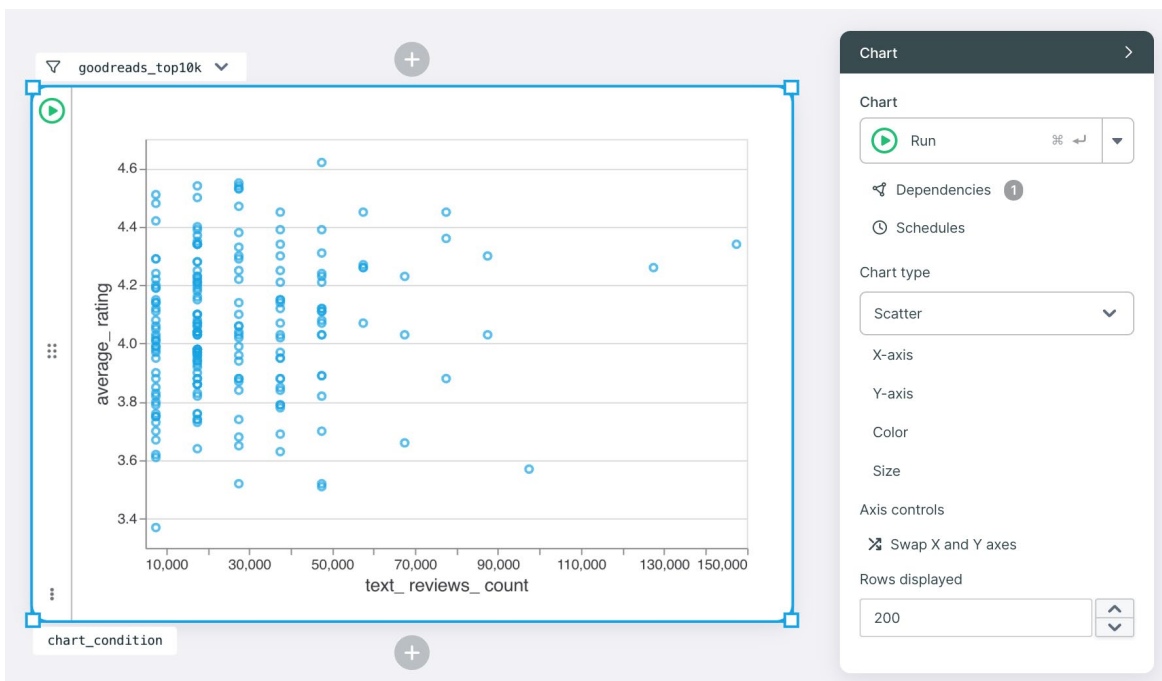 goodreads_top10k
4.6
4.4
4.2
4.0
3.8
3.6
3.4
average_ rating
10,000 30,000 50,000 70,000 90,000 110,000 130,000 150,000
text_ reviews_ count
chart_condition
Chart
Chart
Run ⌘ ↵
Dependencies 1
Schedules
Chart type
Scatter
X-axis
Y-axis
Color
Size
Axis controls
Swap X and Y axes
Rows displayed
200